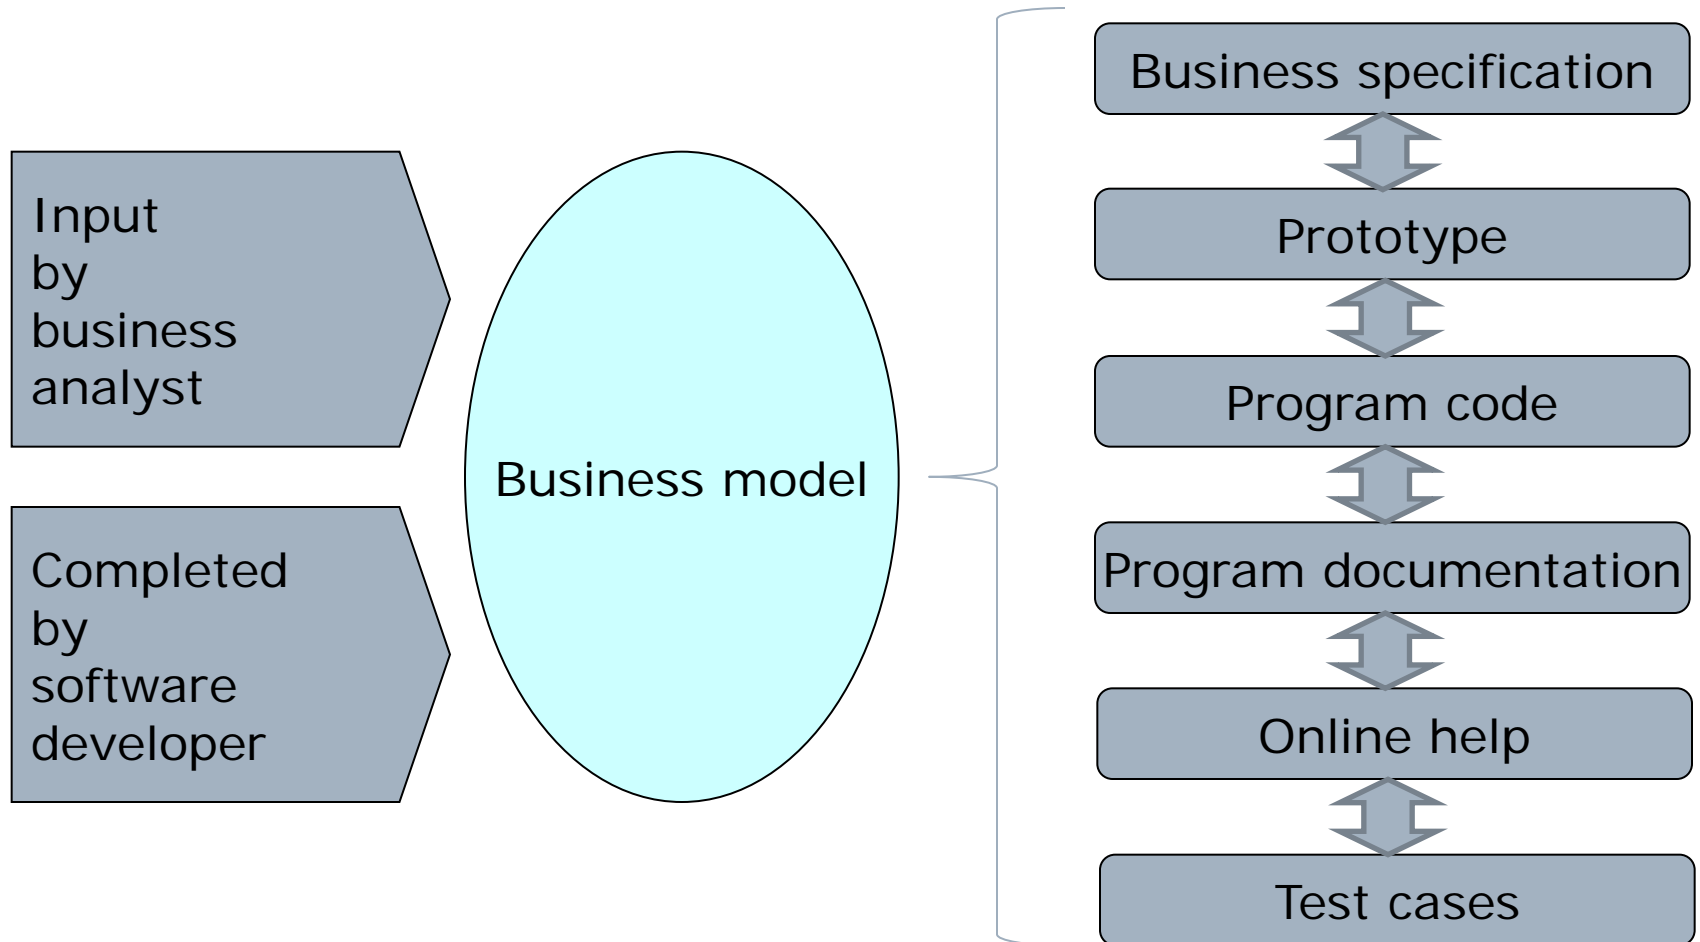 Input
by
business
analyst
Completed
by
software
developer
Business model
Business specification
Prototype
Program code
Program documentation
Online help
Test cases